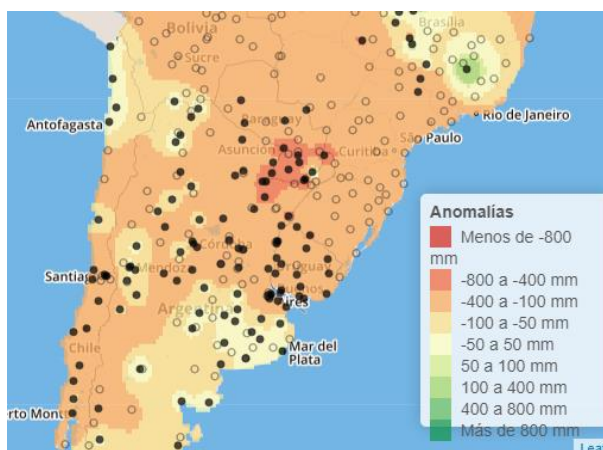 Brasília
Bolivia
Sucre
Rio de Janeiro
Antofagasta
Paraguay
São Paulo
Asunción
Curitiba
Anomalías
Menos de -800
mm
-800 a -400 mm
-400 a -100 mm
-100 a -50 mm
-50 a 50 mm
50 a 100 mm
100 a 400 mm
400 a 800 mm
Más de 800 mm
Córdoba
Santiago
Mendoza
Uruguay
Buenos
Aires
Argentina
Mar del
Plata
Chile
erto Montt
Lea